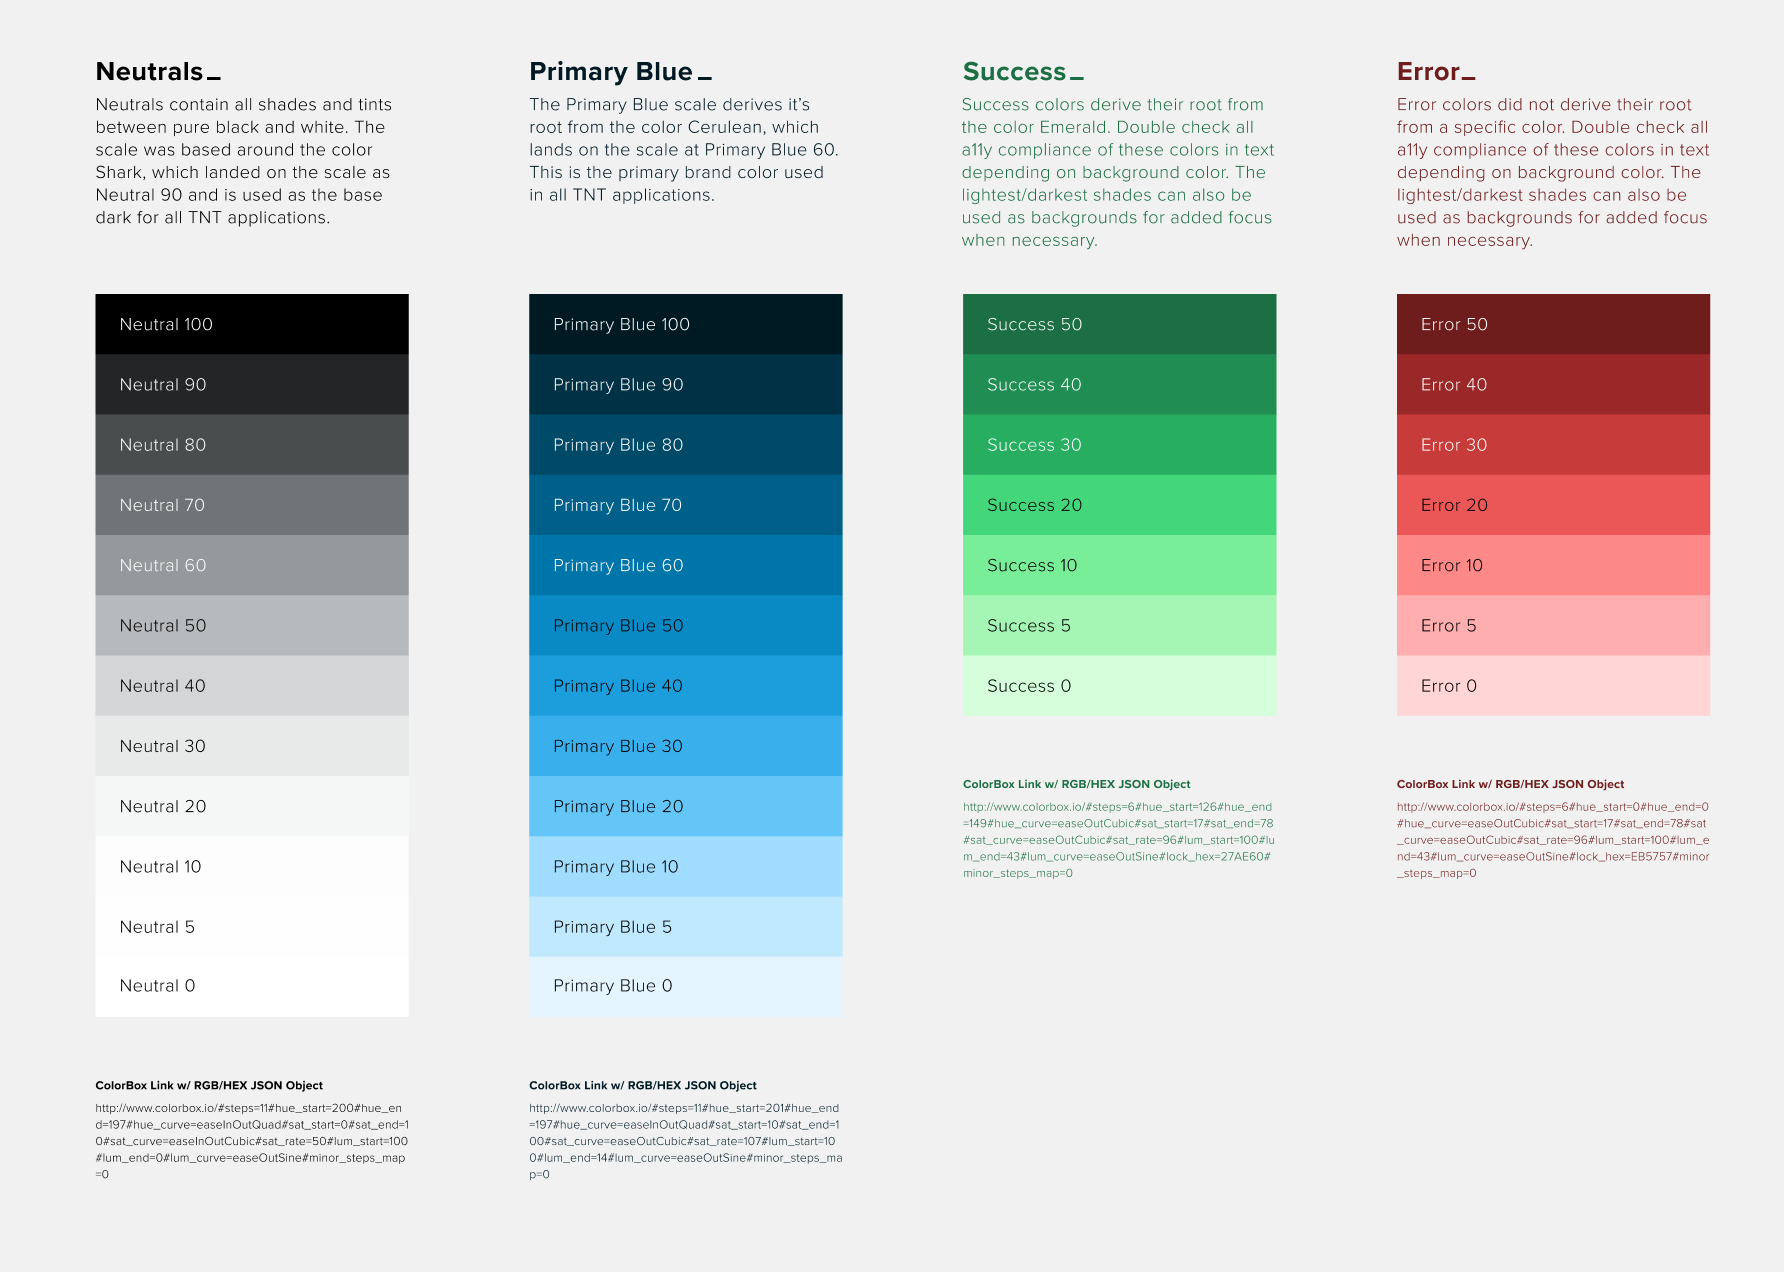 Neutrals_
Neutrals contain all shades and tints
between pure black and white. The
scale was based around the color
Shark, which landed on the scale as
Neutral 90 and is used as the base
dark for all TNT applications.
Neutral 100
Neutral 90
Neutral 80
Neutral 70
Neutral 60
Neutral 50
Neutral 40
Neutral 30
Neutral 20
Neutral 10
Neutral 5
Neutral 0
ColorBox Link w/ RGB/HEX JSON Object
http://www.colorbox.io/#steps=11#hue_start=200#hue_en
d=197#hue_curve=easeInOutQuad#sat_start=0#sat_end=1
0#sat_curve=easeInOutCubic#sat_rate=50#lum_start=100
#lum_end=0#lum_curve=easeOutSine#minor_steps_map
=0
Primary Blue_
The Primary Blue scale derives it's
root from the color Cerulean, which
lands on the scale at Primary Blue 60.
This is the primary brand color used
in all TNT applications.
Primary Blue 100
Primary Blue 90
Primary Blue 80
Primary Blue 70
Primary Blue 60
Primary Blue 50
Primary Blue 40
Primary Blue 30
Primary Blue 20
Primary Blue 10
Primary Blue 5
Primary Blue 0
ColorBox Link w/ RGB/HEX JSON Object
http://www.colorbox.io/#steps=11#hue_start=201#hue_end
=197#hue_curve=easeInOutQuad#sat_start=10#sat_end=1
00#sat_curve=easeOutCubic#sat_rate=107#lum_start=10
0#lum_end=14#lum_curve=easeOutSine#minor_steps_ma
p=0
Success_
Success colors derive their root from
the color Emerald. Double check all
a11y compliance of these colors in text
depending on background color. The
lightest/darkest shades can also be
used as backgrounds for added focus
when necessary.
Success 50
Success 40
Success 30
Success 20
Success 10
Success 5
Success 0
ColorBox Link w/ RGB/HEX JSON Object
http://www.colorbox.io/#steps=6#hue_start=126#hue_end
=149#hue_curve=easeOutCubic#sat_start=17#sat_end=78
#sat_curve=easeOutCubic#sat_rate=96#lum_start=100#lu
m_end=43#lum_curve=easeOutSine#lock_hex=27AE60#
minor_steps_map=0
Error_
Error colors did not derive their root
from a specific color. Double check all
a11y compliance of these colors in text
depending on background color. The
lightest/darkest shades can also be
used as backgrounds for added focus
when necessary.
Error 50
Error 40
Error 30
Error 20
Error 10
Error 5
Error 0
ColorBox Link w/ RGB/HEX JSON Object
http://www.colorbox.io/#steps=6#hue_start=0#hue_end=0
#hue_curve=easeOutCubic#sat_start=17#sat_end=78#sat
_curve=easeOutCubic#sat_rate=96#lum_start=100#lum_e
nd=43#lum_curve=easeOutSine#lock_hex=EB5757#minor
_steps_map=0